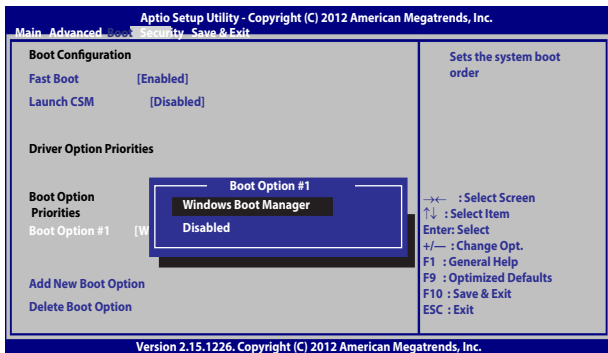 Aptio Setup Utility - Copyright (C) 2012 American Megatrends, Inc.
Main Advanced Boot Security Save & Exit
Boot Configuration
Fast Boot [Enabled]
Launch CSM [Disabled]
Driver Option Priorities
Boot Option
Priorities
Boot Option #1 [W
Boot Option #1
Windows Boot Manager
Disabled
Add New Boot Option
Delete Boot Option
Sets the system boot
order
→← : Select Screen
↑↓ : Select Item
Enter: Select
+/— : Change Opt.
F1 : General Help
F9 : Optimized Defaults
F10 : Save & Exit
ESC : Exit
Version 2.15.1226. Copyright (C) 2012 American Megatrends, Inc.